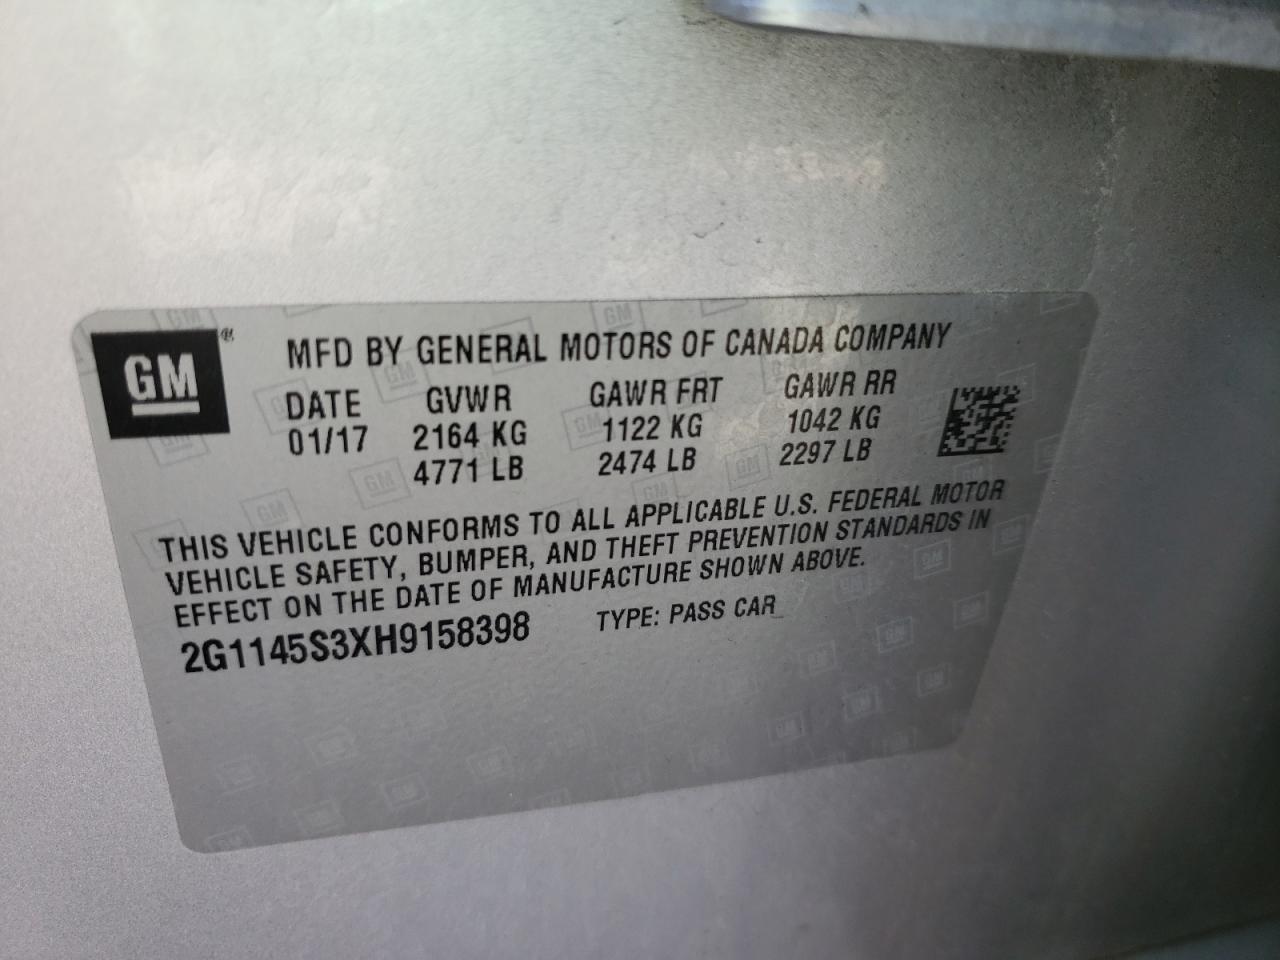 GM®
MFD BY GENERAL MOTORS OF CANADA COMPANY
DATE GVWR GAWR FRT GAWR RR
01/17 2164 KG 1122 KG 1042 KG
4771 LB 2474 LB 2297 LB
THIS VEHICLE CONFORMS TO ALL APPLICABLE U.S. FEDERAL MOTOR
VEHICLE SAFETY, BUMPER, AND THEFT PREVENTION STANDARDS IN
EFFECT ON THE DATE OF MANUFACTURE SHOWN ABOVE.
2G1145S3XH9158398 TYPE: PASS CAR